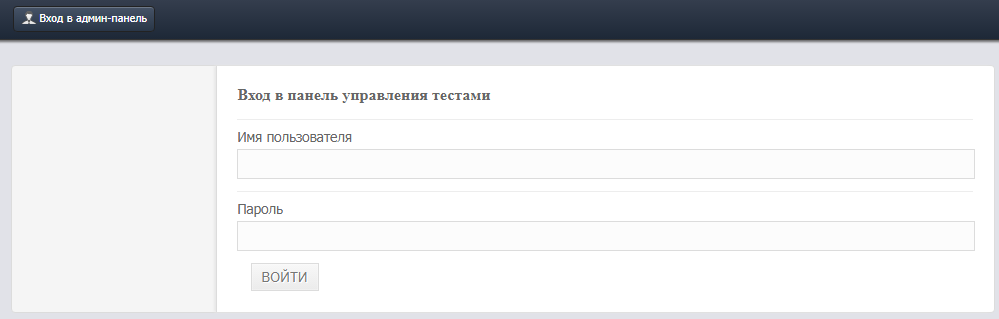 Вход в админ-панель
Вход в панель управления тестами
Имя пользователя
Пароль
ВОЙТИ